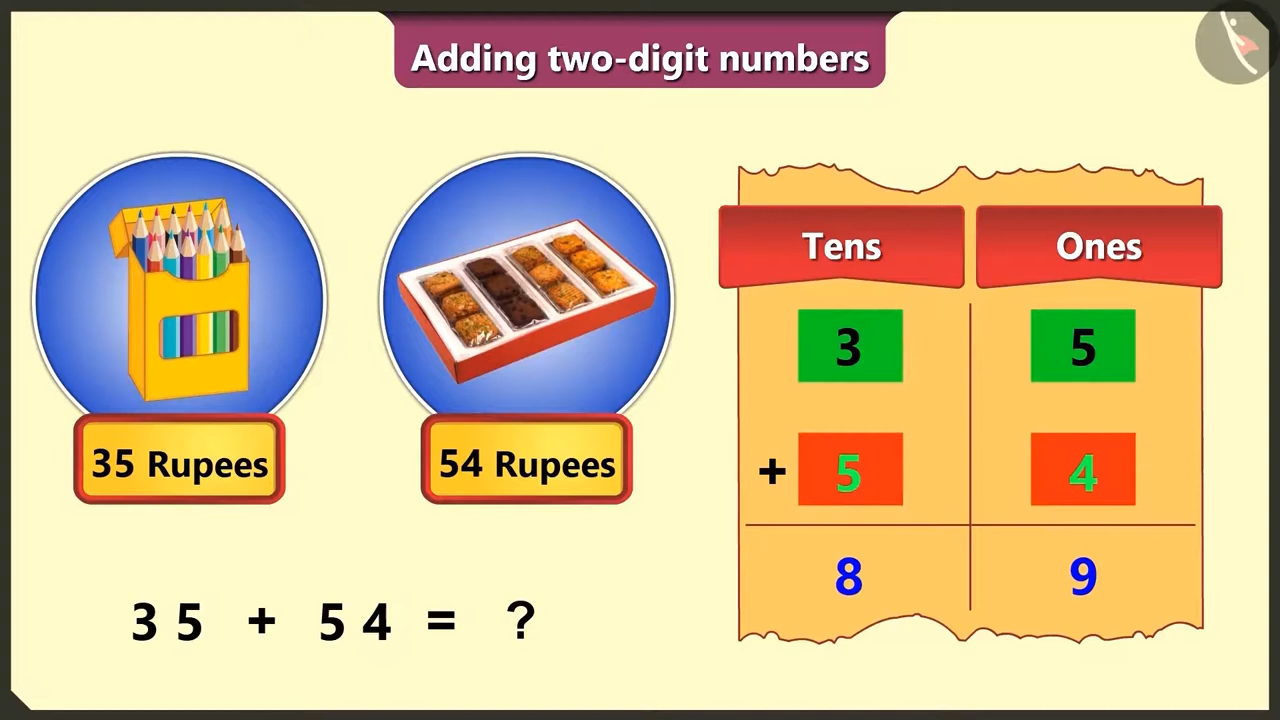 Adding two-digit numbers
35 Rupees
54 Rupees
3 5 + 5 4 = ?
Tens Ones
3 5
+ 5 4
8 9